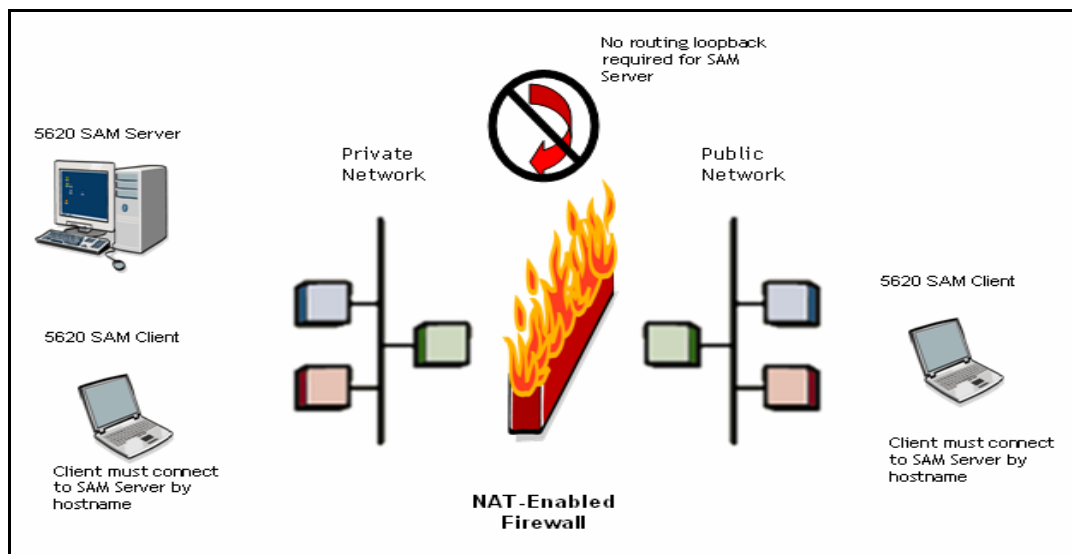 No routing loopback
required for SAM
Server
5620 SAM Server
Private
Network
Public
Network
5620 SAM Client
5620 SAM Client
Client must connect
to SAM Server by
hostname
Client must connect
to SAM Server by
hostname
NAT-Enabled
Firewall